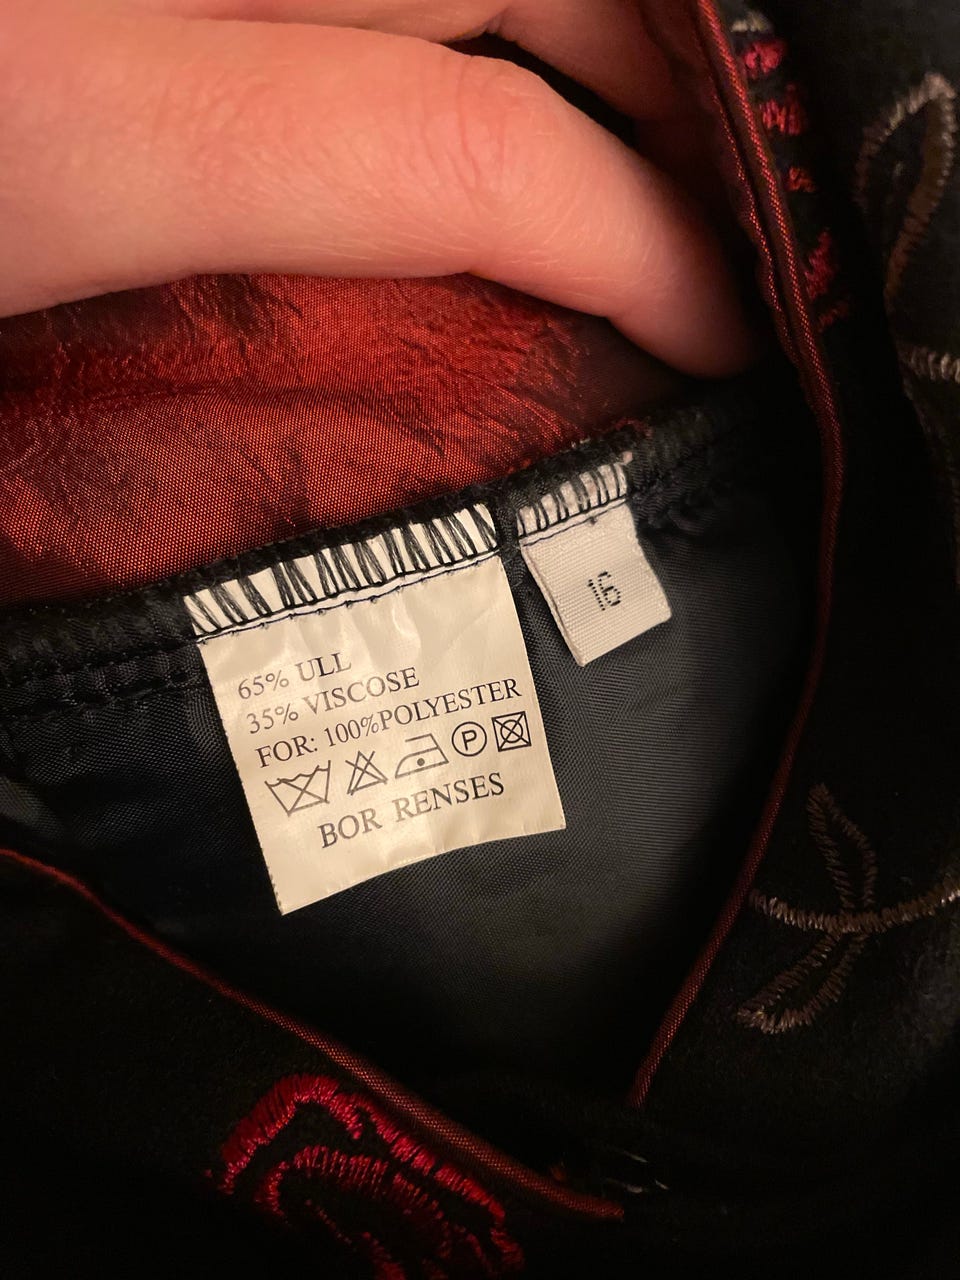 65% ULL
35% VISCOSE
FOR: 100%POLYESTER
P
BOR RENSES
16